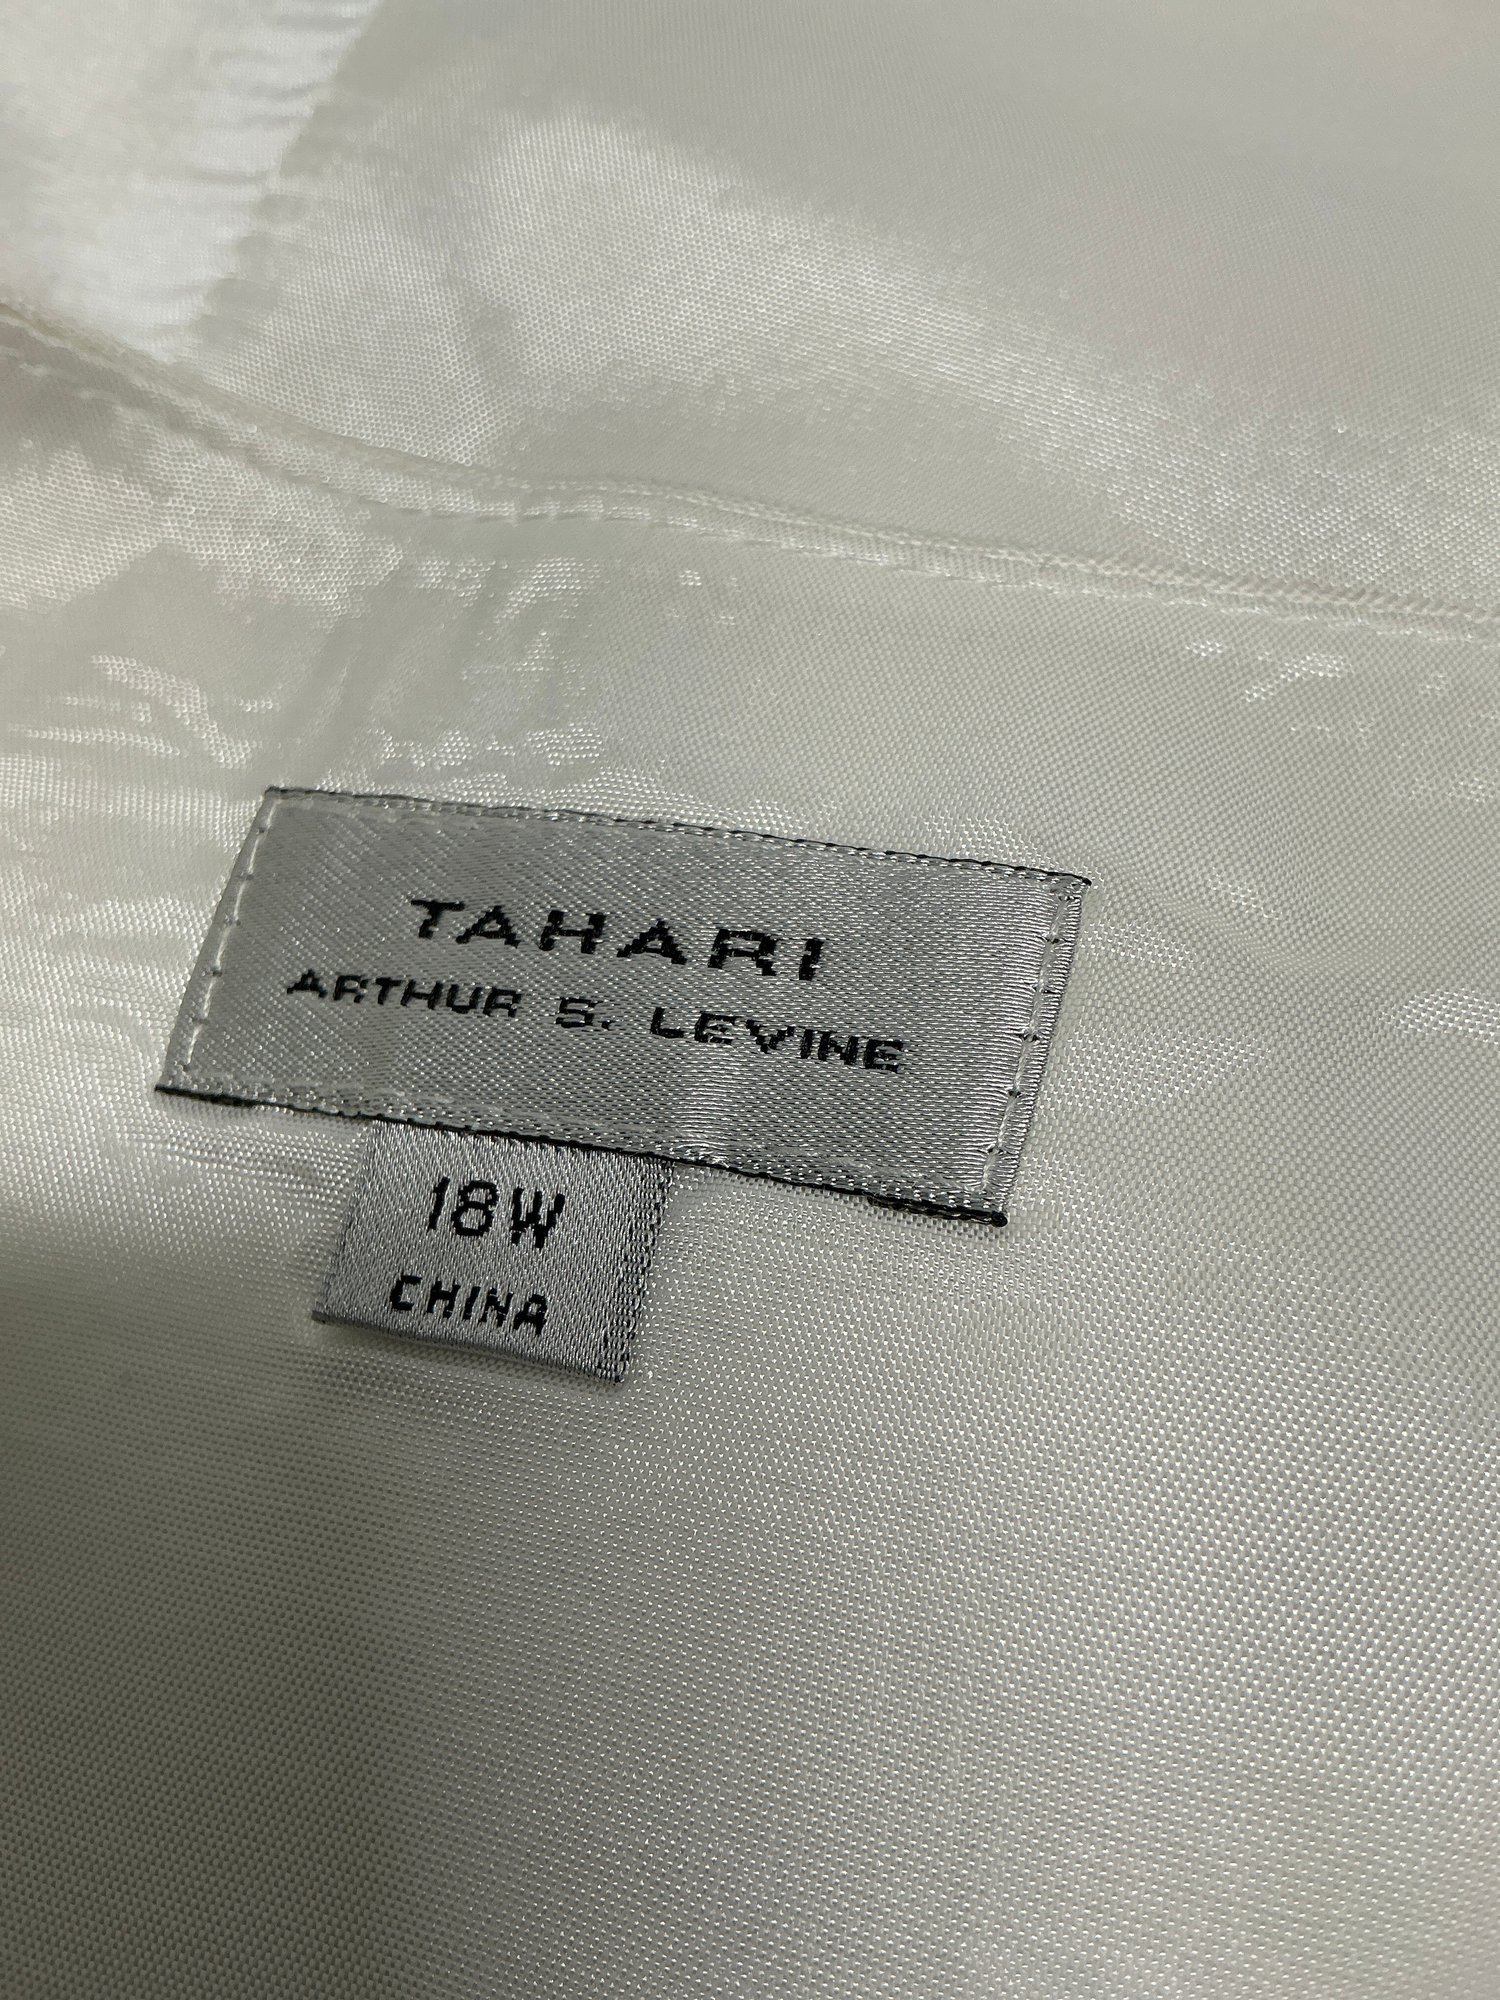 TAHARI
ARTHUR S. LEVINE
18W
CHINA